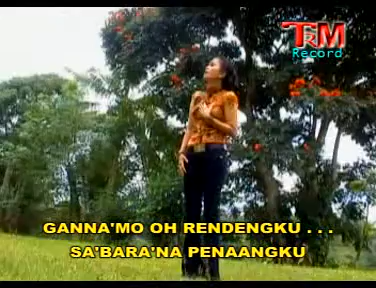 TRM
Record
GANNA'MO OH RENDENGKU . . .
SA'BARA'NA PENAANGKU